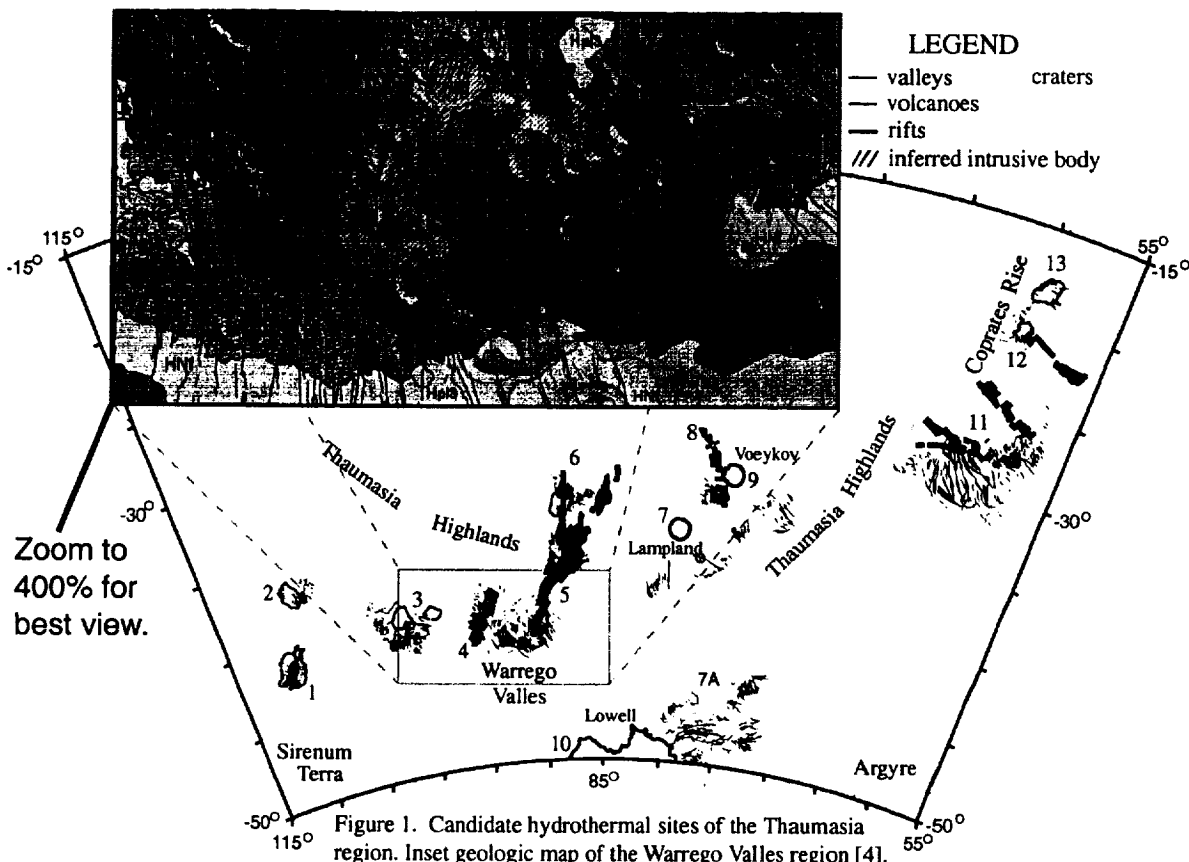 LEGEND
valleys craters
volcanoes
rifts
/// inferred intrusive body
HNf
Hpls
115°
-15°
55°
-15°
13
Coprates Rise
12
11
Thaumasia Highlands
8
Voeykov
9
7
Lampland
6
Thaumasia
Highlands
-30°
-30°
Zoom to
400% for
best view.
2
3
5
4
1
Warrego
Valles
7A
Lowell
10
Sirenum
Terra
85°
Argyre
-50°
115°
-50°
55°
Figure 1. Candidate hydrothermal sites of the Thaumasia
region. Inset geologic map of the Warrego Valles region [4].